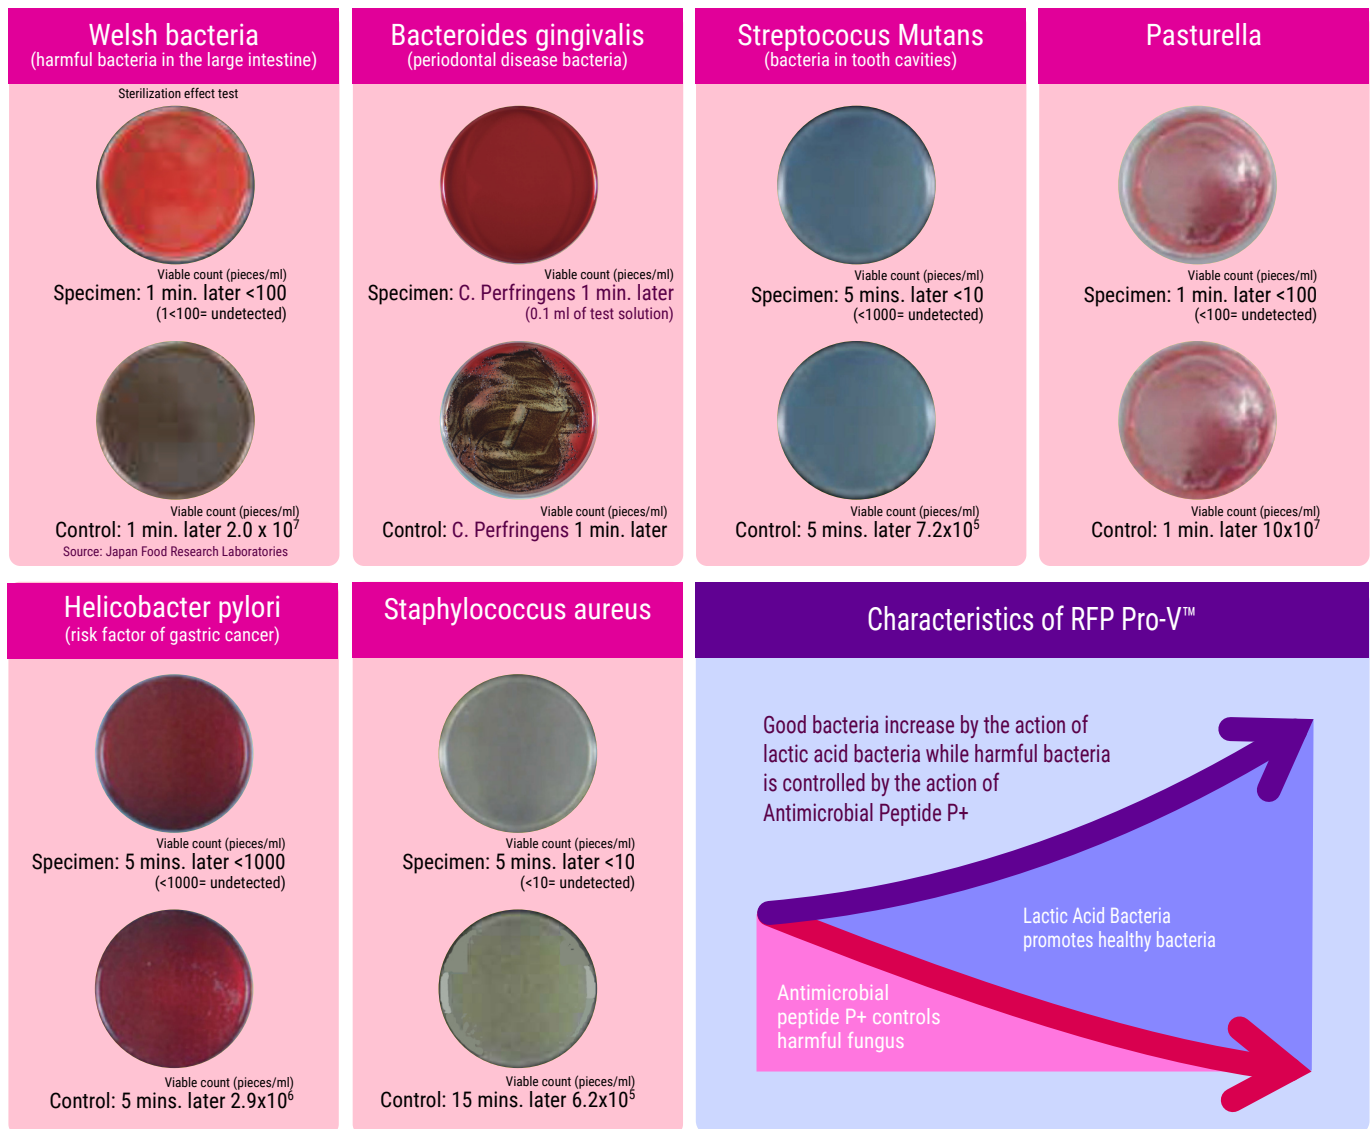 Welsh bacteria
(harmful bacteria in the large intestine)
Sterilization effect test
Viable count (pieces/ml)
Specimen: 1 min. later <100
(1<100= undetected)
Viable count (pieces/ml)
Control: 1 min. later 2.0 x 10⁷
Source: Japan Food Research Laboratories
Bacteroides gingivalis
(periodontal disease bacteria)
Viable count (pieces/ml)
Specimen: C. Perfringens 1 min. later
(0.1 ml of test solution)
Viable count (pieces/ml)
Control: C. Perfringens 1 min. later
Streptococus Mutans
(bacteria in tooth cavities)
Viable count (pieces/ml)
Specimen: 5 mins. later <10
(<1000= undetected)
Viable count (pieces/ml)
Control: 5 mins. later 7.2x10⁵
Pasturella
Viable count (pieces/ml)
Specimen: 1 min. later <100
(<100= undetected)
Viable count (pieces/ml)
Control: 1 min. later 10x10⁷
Helicobacter pylori
(risk factor of gastric cancer)
Viable count (pieces/ml)
Specimen: 5 mins. later <1000
(<1000= undetected)
Viable count (pieces/ml)
Control: 5 mins. later 2.9x10⁶
Staphylococcus aureus
Viable count (pieces/ml)
Specimen: 5 mins. later <10
(<10= undetected)
Viable count (pieces/ml)
Control: 15 mins. later 6.2x10⁵
Characteristics of RFP Pro-V™
Good bacteria increase by the action of
lactic acid bacteria while harmful bacteria
is controlled by the action of
Antimicrobial Peptide P+
Lactic Acid Bacteria
promotes healthy bacteria
Antimicrobial
peptide P+ controls
harmful fungus